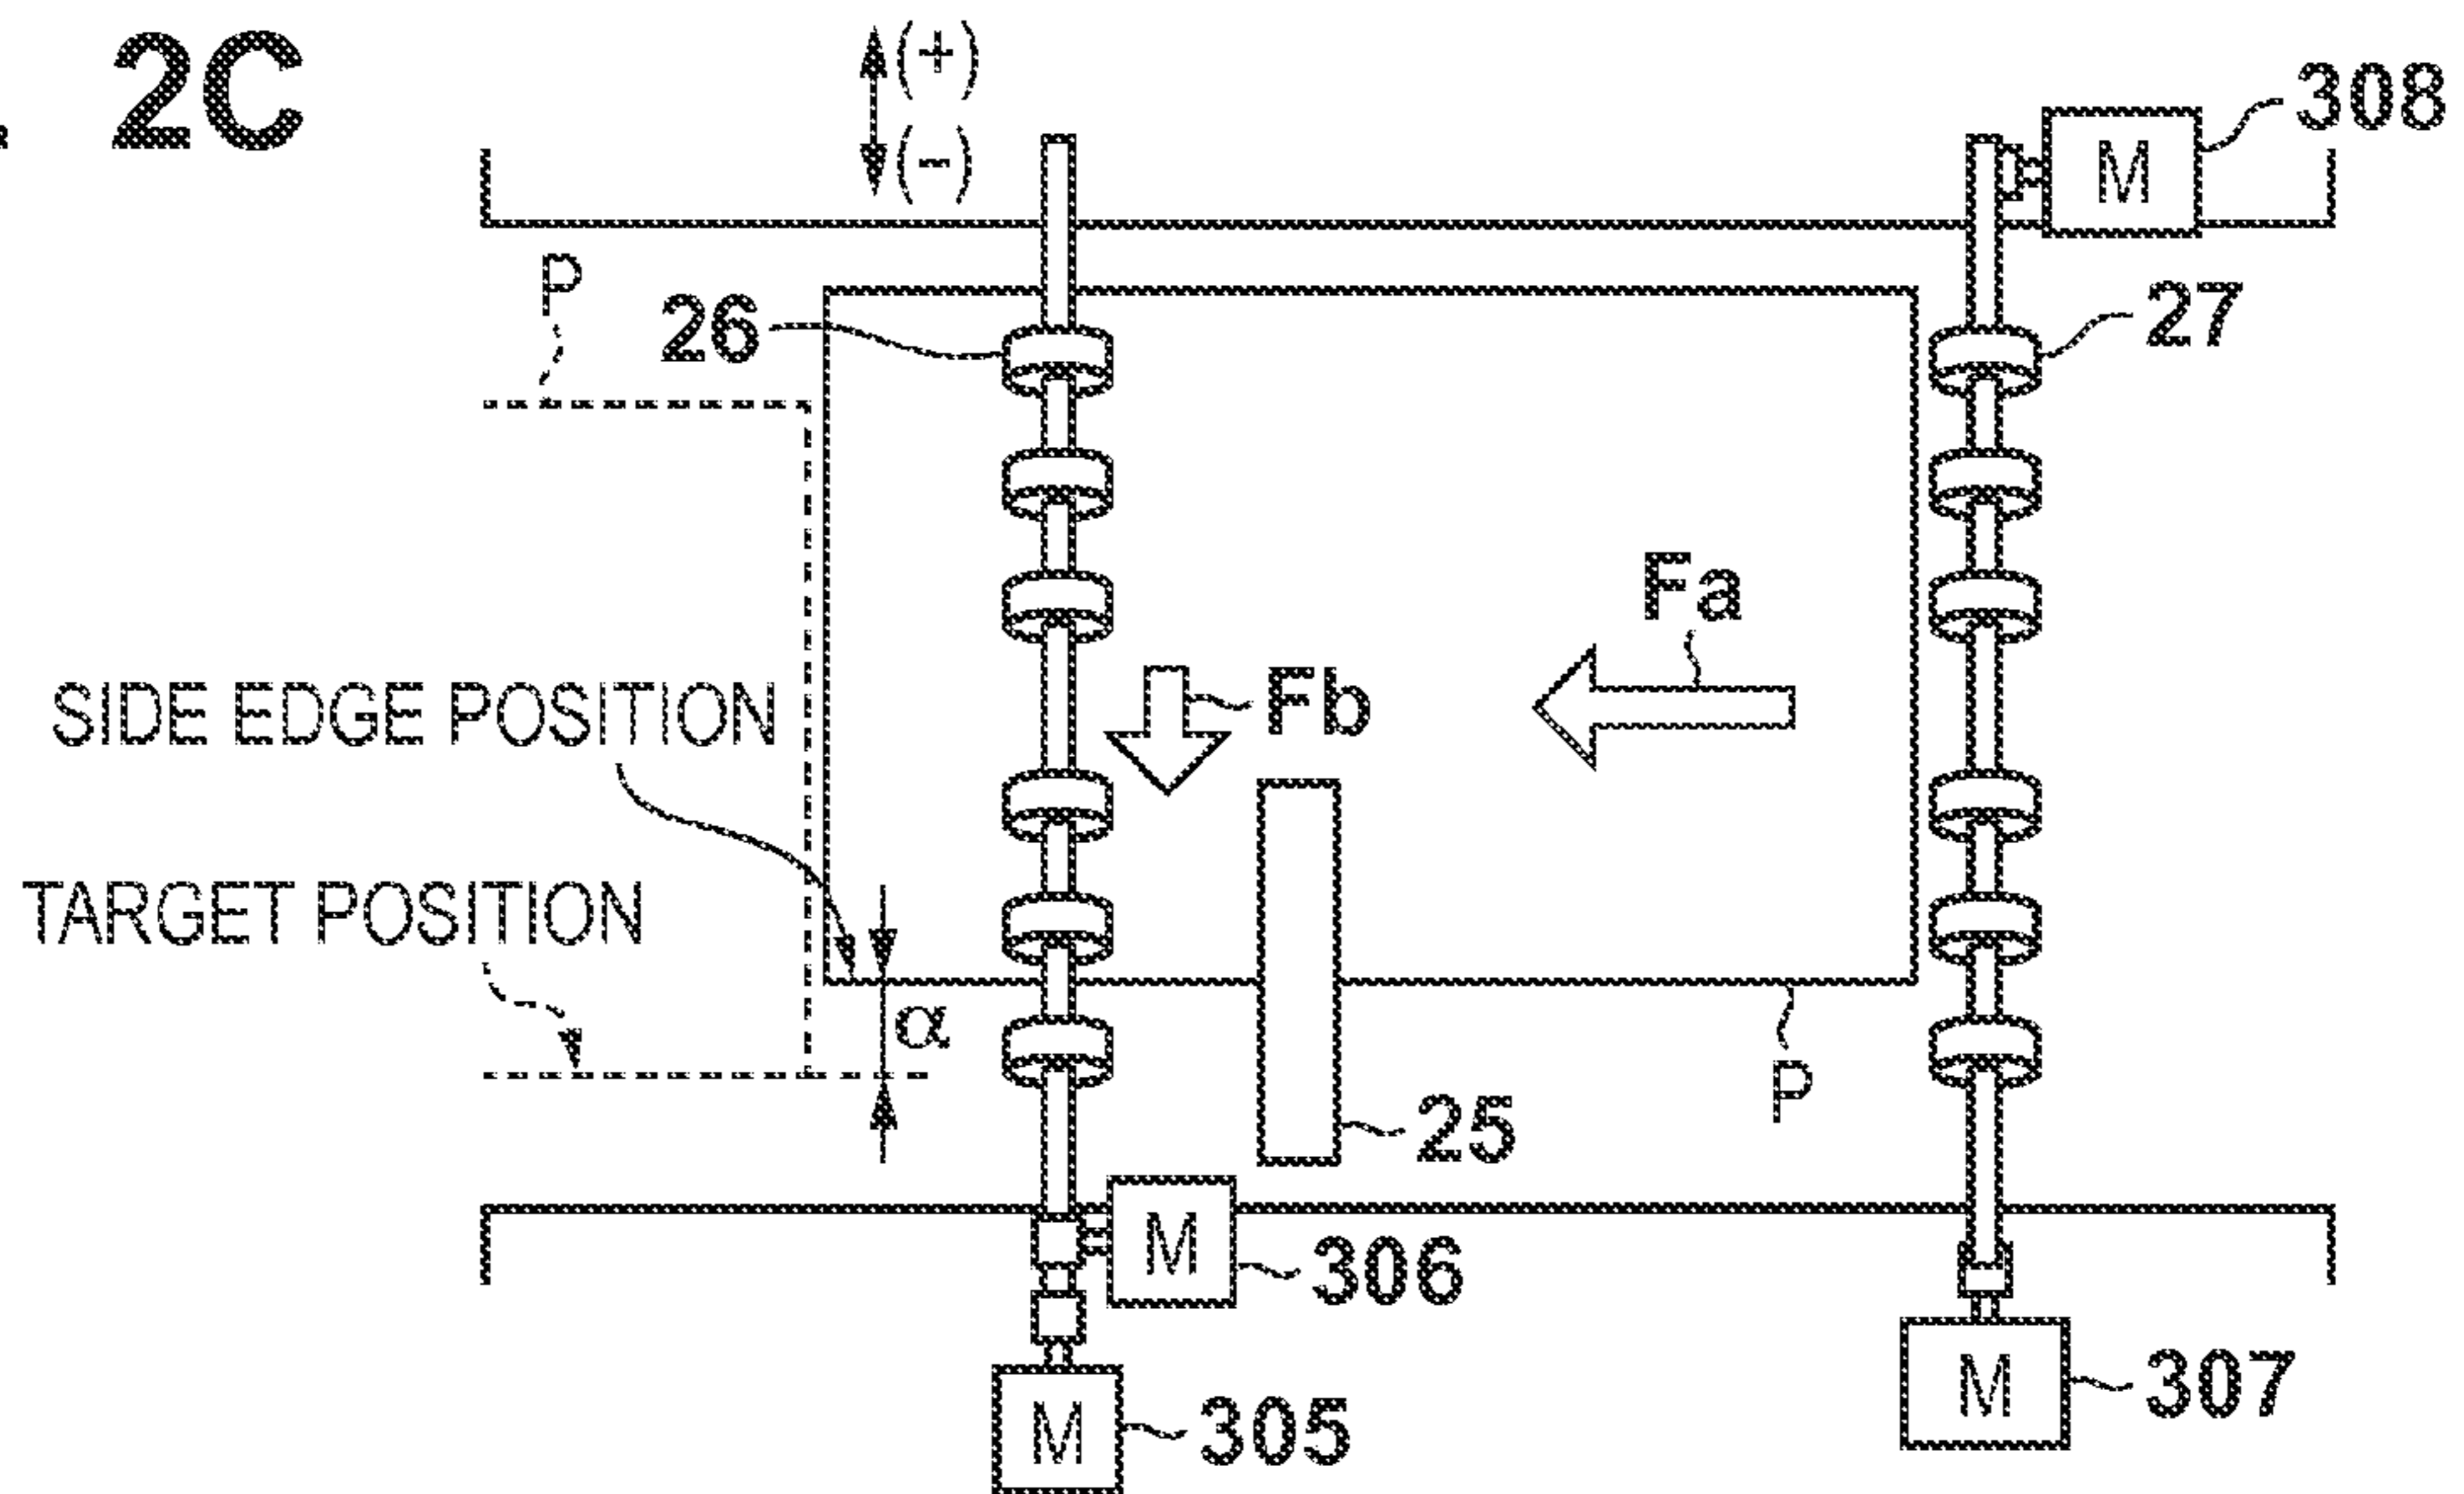 2C
(+)
(-)
308
M
P
26
27
Fa
SIDE EDGE POSITION
Fb
TARGET POSITION
α
P
25
M
306
M
307
M
305